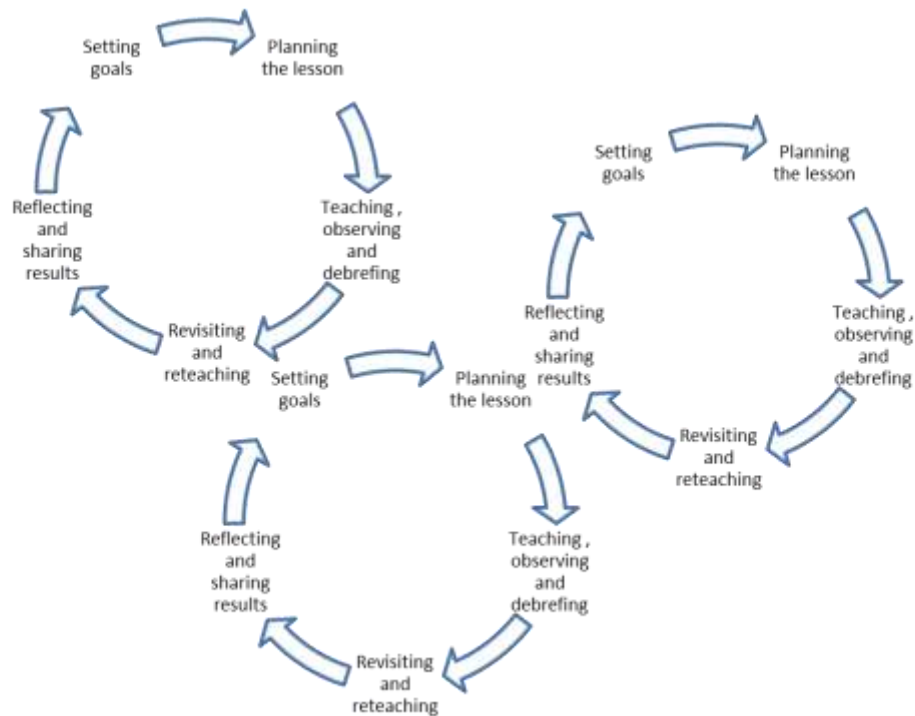 Setting
goals
Planning
the lesson
Teaching ,
observing
and
debrefing
Revisiting
and
reteaching
Reflecting
and
sharing
results
Setting
goals
Planning
the lesson
Teaching ,
observing
and
debrefing
Revisiting
and
reteaching
Reflecting
and
sharing
results
Setting
goals
Planning
the lesson
Teaching ,
observing
and
debrefing
Revisiting
and
reteaching
Reflecting
and
sharing
results